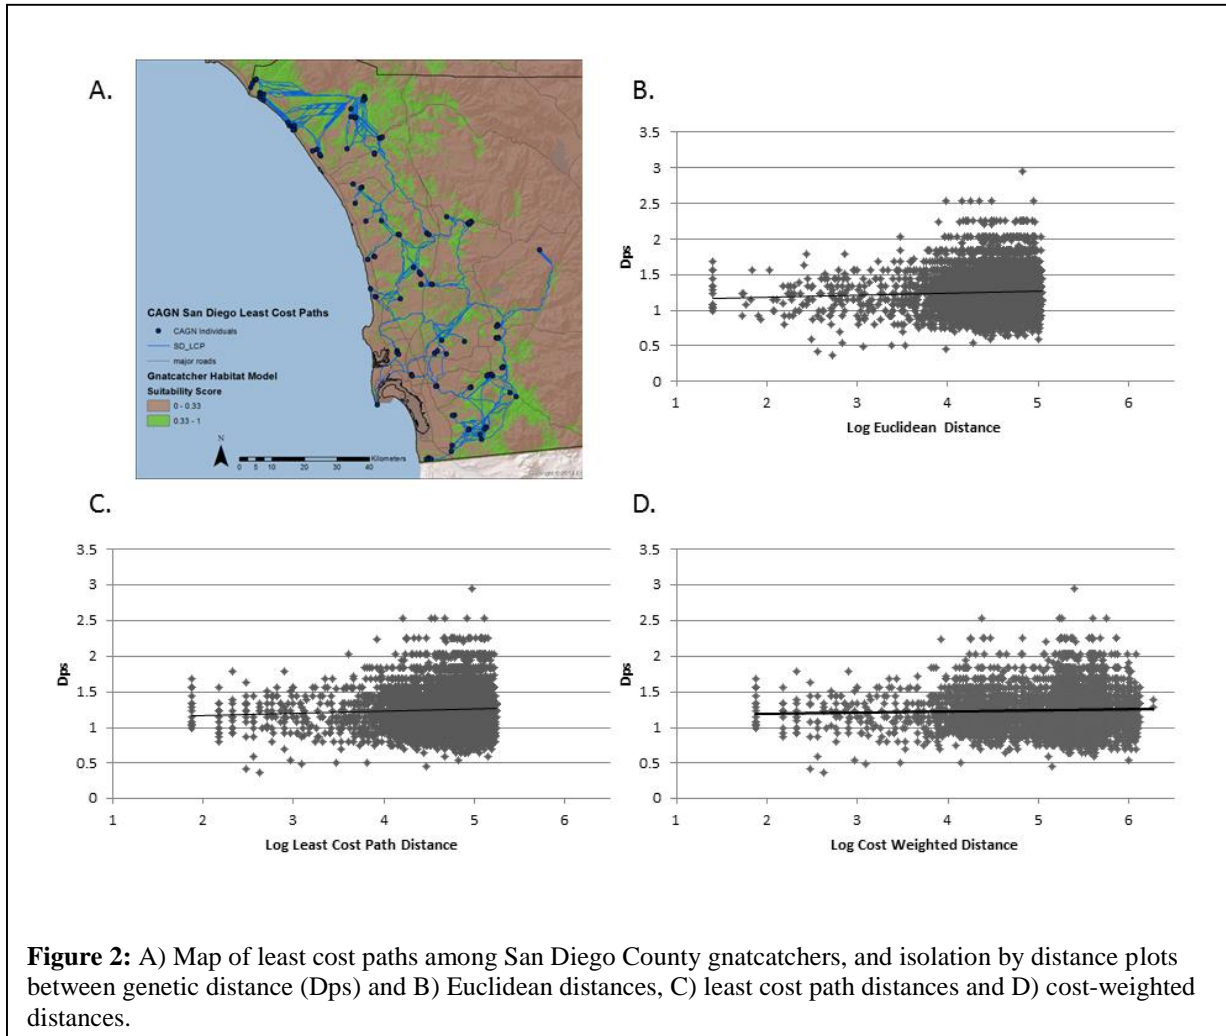 A.
CAGN San Diego Least Cost Paths
CAGN Individuals
SD_LCP
major roads
Gnatcatcher Habitat Model
Suitability Score
0 - 0.33
0.33 - 1
N
0 5 10 20 30 40
Kilometers
B.
3.5
3
2.5
2
1.5
1
0.5
0
Dps
1 2 3 4 5 6
Log Euclidean Distance
C.
3.5
3
2.5
2
1.5
1
0.5
0
Dps
1 2 3 4 5 6
Log Least Cost Path Distance
D.
3.5
3
2.5
2
1.5
1
0.5
0
Dps
1 2 3 4 5 6
Log Cost Weighted Distance
Figure 2: A) Map of least cost paths among San Diego County gnatcatchers, and isolation by distance plots
between genetic distance (Dps) and B) Euclidean distances, C) least cost path distances and D) cost-weighted
distances.